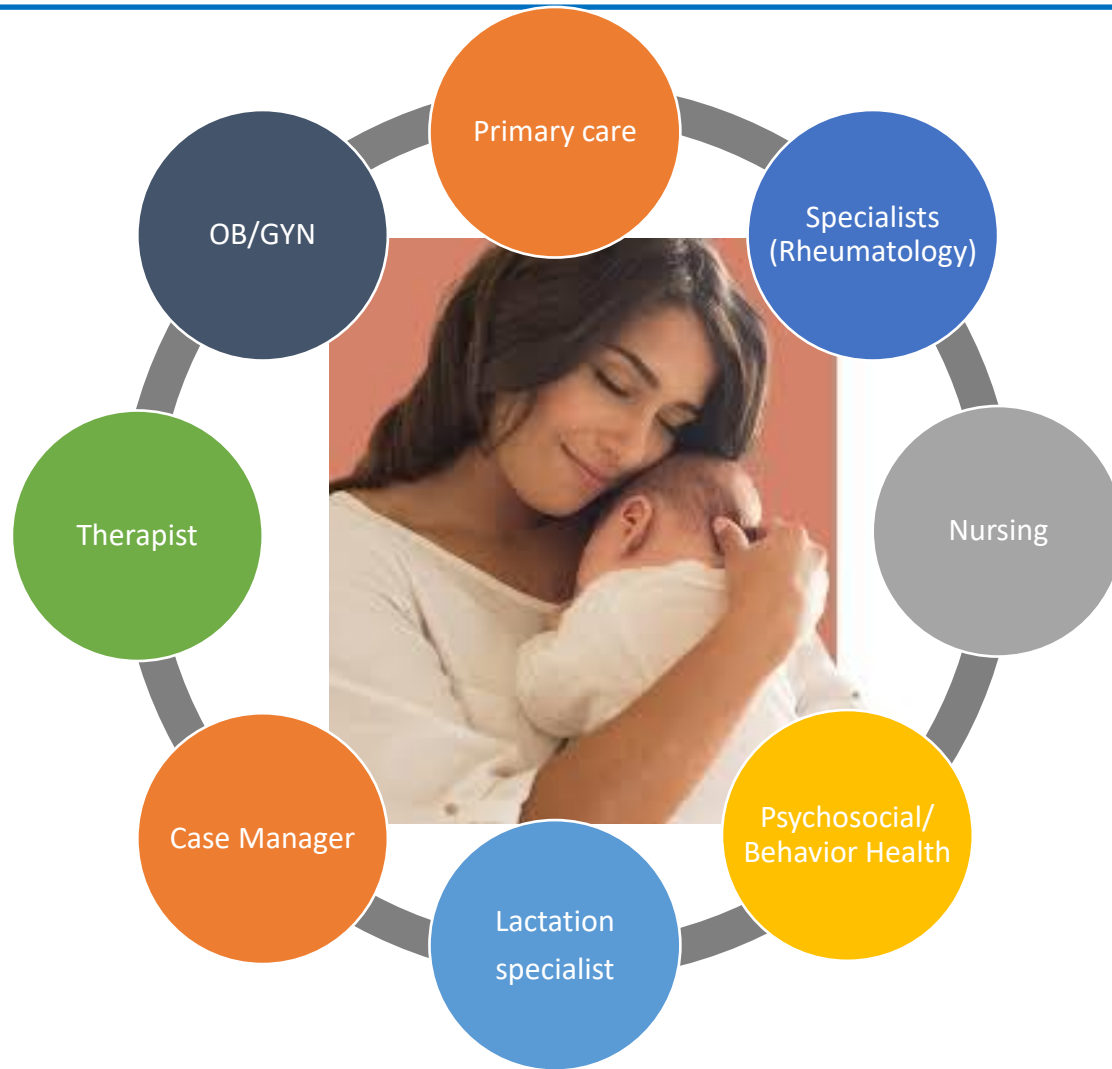 Primary care
Specialists
(Rheumatology)
Nursing
Psychosocial/
Behavior Health
Lactation
specialist
Case Manager
Therapist
OB/GYN